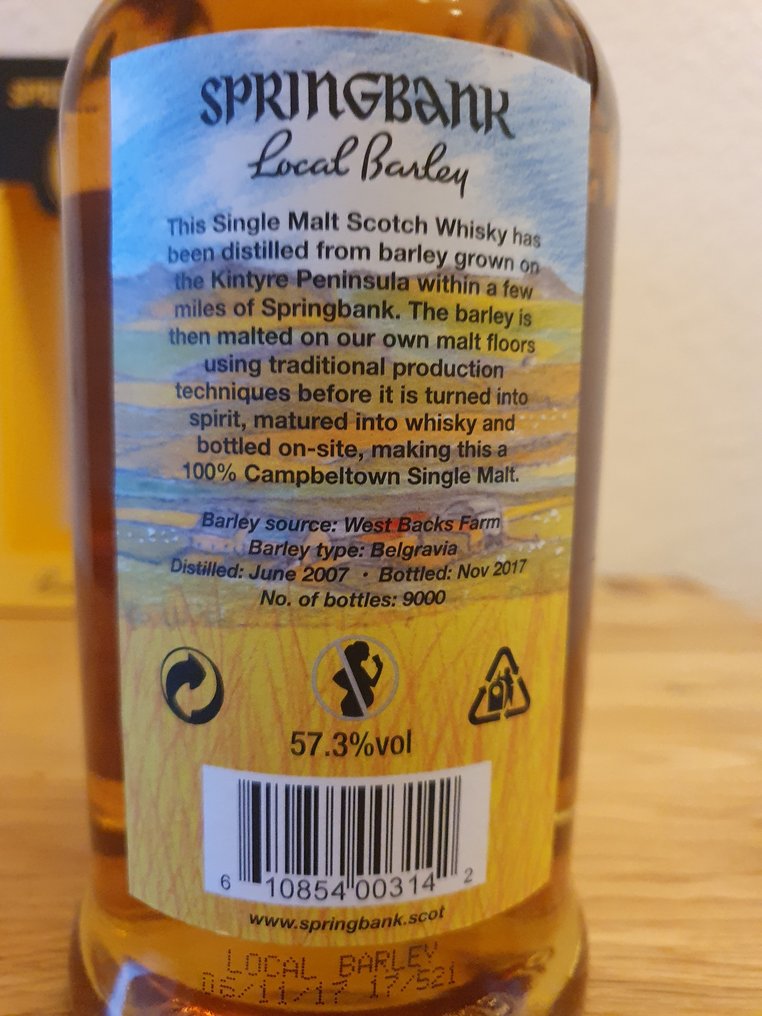 SPRINGBANK
Local Barley
This Single Malt Scotch Whisky has
been distilled from barley grown on
the Kintyre Peninsula within a few
miles of Springbank. The barley is
then malted on our own malt floors
using traditional production
techniques before it is turned into
spirit, matured into whisky and
bottled on-site, making this a
100% Campbeltown Single Malt.
Barley source: West Backs Farm
Barley type: Belgravia
Distilled: June 2007 • Bottled: Nov 2017
No. of bottles: 9000
57.3%vol
6 10854 00314 2
www.springbank.scot
LOCAL BARLEY
06/11/17 17/521